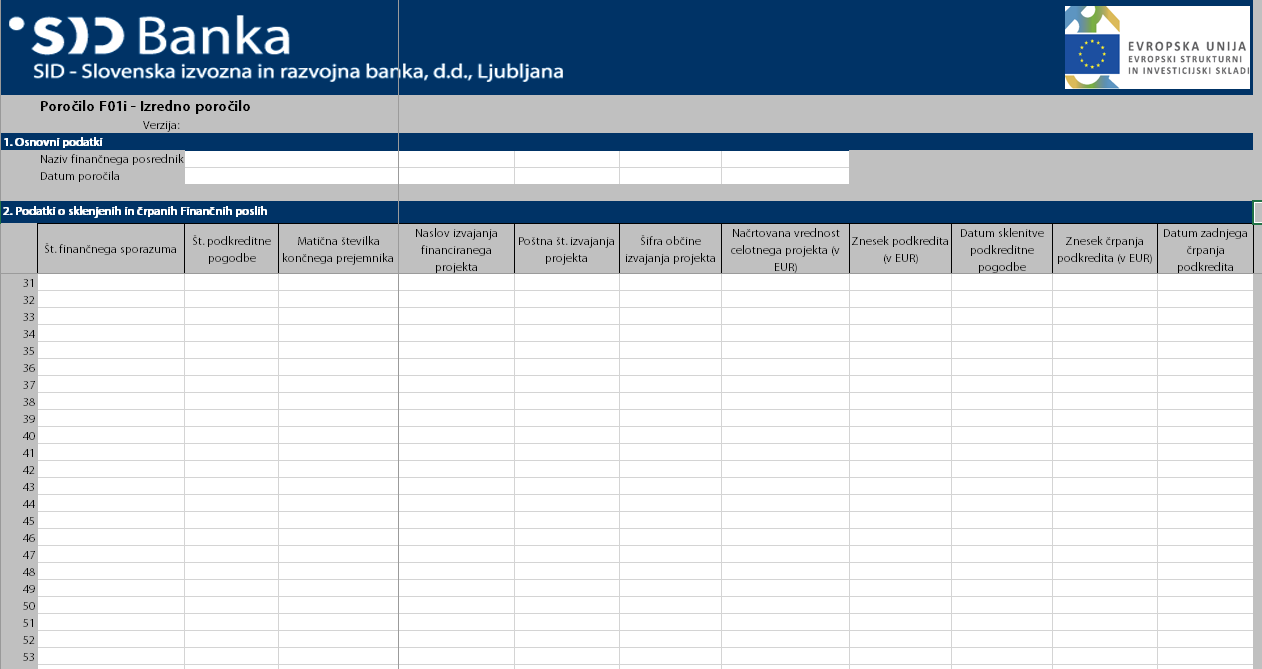 SID Banka
SID - Slovenska izvozna in razvojna banka, d.d., Ljubljana
EVROPSKA UNIJA
EVROPSKI STRUKTURNI
IN INVESTICIJSKI SKLADI
Poročilo F01i - Izredno poročilo
Verzija:
1. Osnovni podatki
Naziv finančnega posrednik
Datum poročila
2. Podatki o sklenjenih in črpanih Finančnih poslih
Št. finančnega sporazuma
Št. podkreditne
pogodbe
Matična številka
končnega prejemnika
Naslov izvajanja
financiranega
projekta
Poštna št. izvajanja
projekta
Šifra občine
izvajanja projekta
Načrtovana vrednost
celotnega projekta (v
EUR)
Znesek podkredita
(v EUR)
Datum sklenitve
podkreditne
pogodbe
Znesek črpanja
podkredita (v EUR)
Datum zadnjega
črpanja
podkredita
31
32
33
34
35
36
37
38
39
40
41
42
43
44
45
46
47
48
49
50
51
52
53